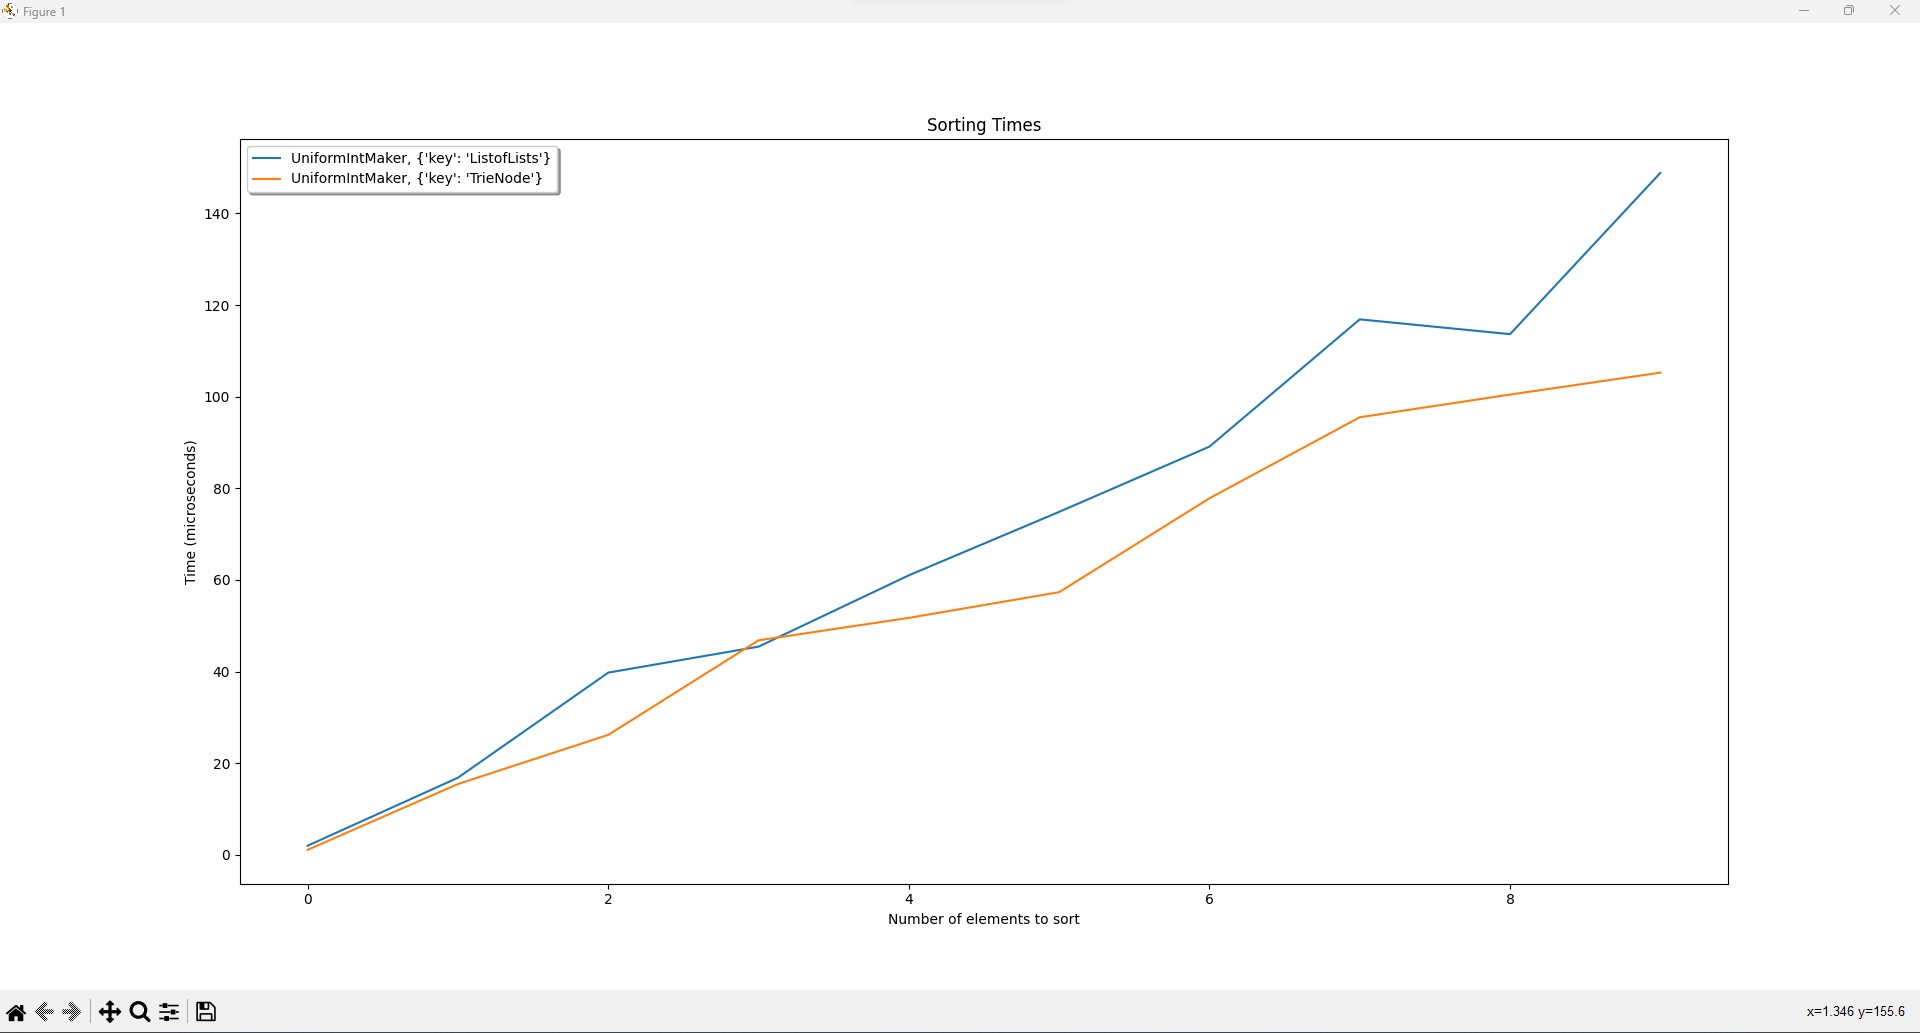 Figure 1
Sorting Times
UniformIntMaker, {'key': 'ListofLists'}
UniformIntMaker, {'key': 'TrieNode'}
140
120
100
80
60
40
20
0
Time (microseconds)
0 2 4 6 8
Number of elements to sort
x=1.346 y=155.6